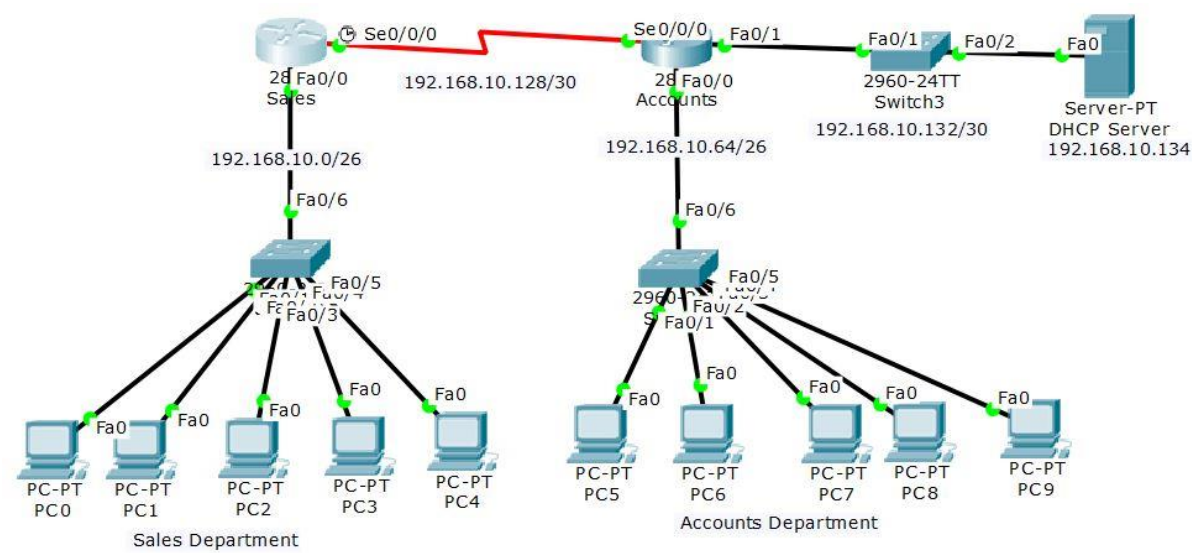 Se0/0/0
Se0/0/0
Fa0/1
Fa0/1
Fa0/2
Fa0
28 Fa0/0
Sales
192.168.10.128/30
28 Fa0/0
Accounts
2960-24TT
Switch3
192.168.10.132/30
Server-PT
DHCP Server
192.168.10.134
192.168.10.0/26
192.168.10.64/26
Fa0/6
Fa0/6
Fa0/5
Fa0/3
Fa0/5
2960-
Fa0/2
Fa0/1
Fa0
Fa0
Fa0
Fa0
Fa0
Fa0
Fa0
Fa0
Fa0
Fa0
PC-PT
PC0
PC-PT
PC1
PC-PT
PC2
PC-PT
PC3
PC-PT
PC4
PC-PT
PC5
PC-PT
PC6
PC-PT
PC7
PC-PT
PC8
PC-PT
PC9
Sales Department
Accounts Department